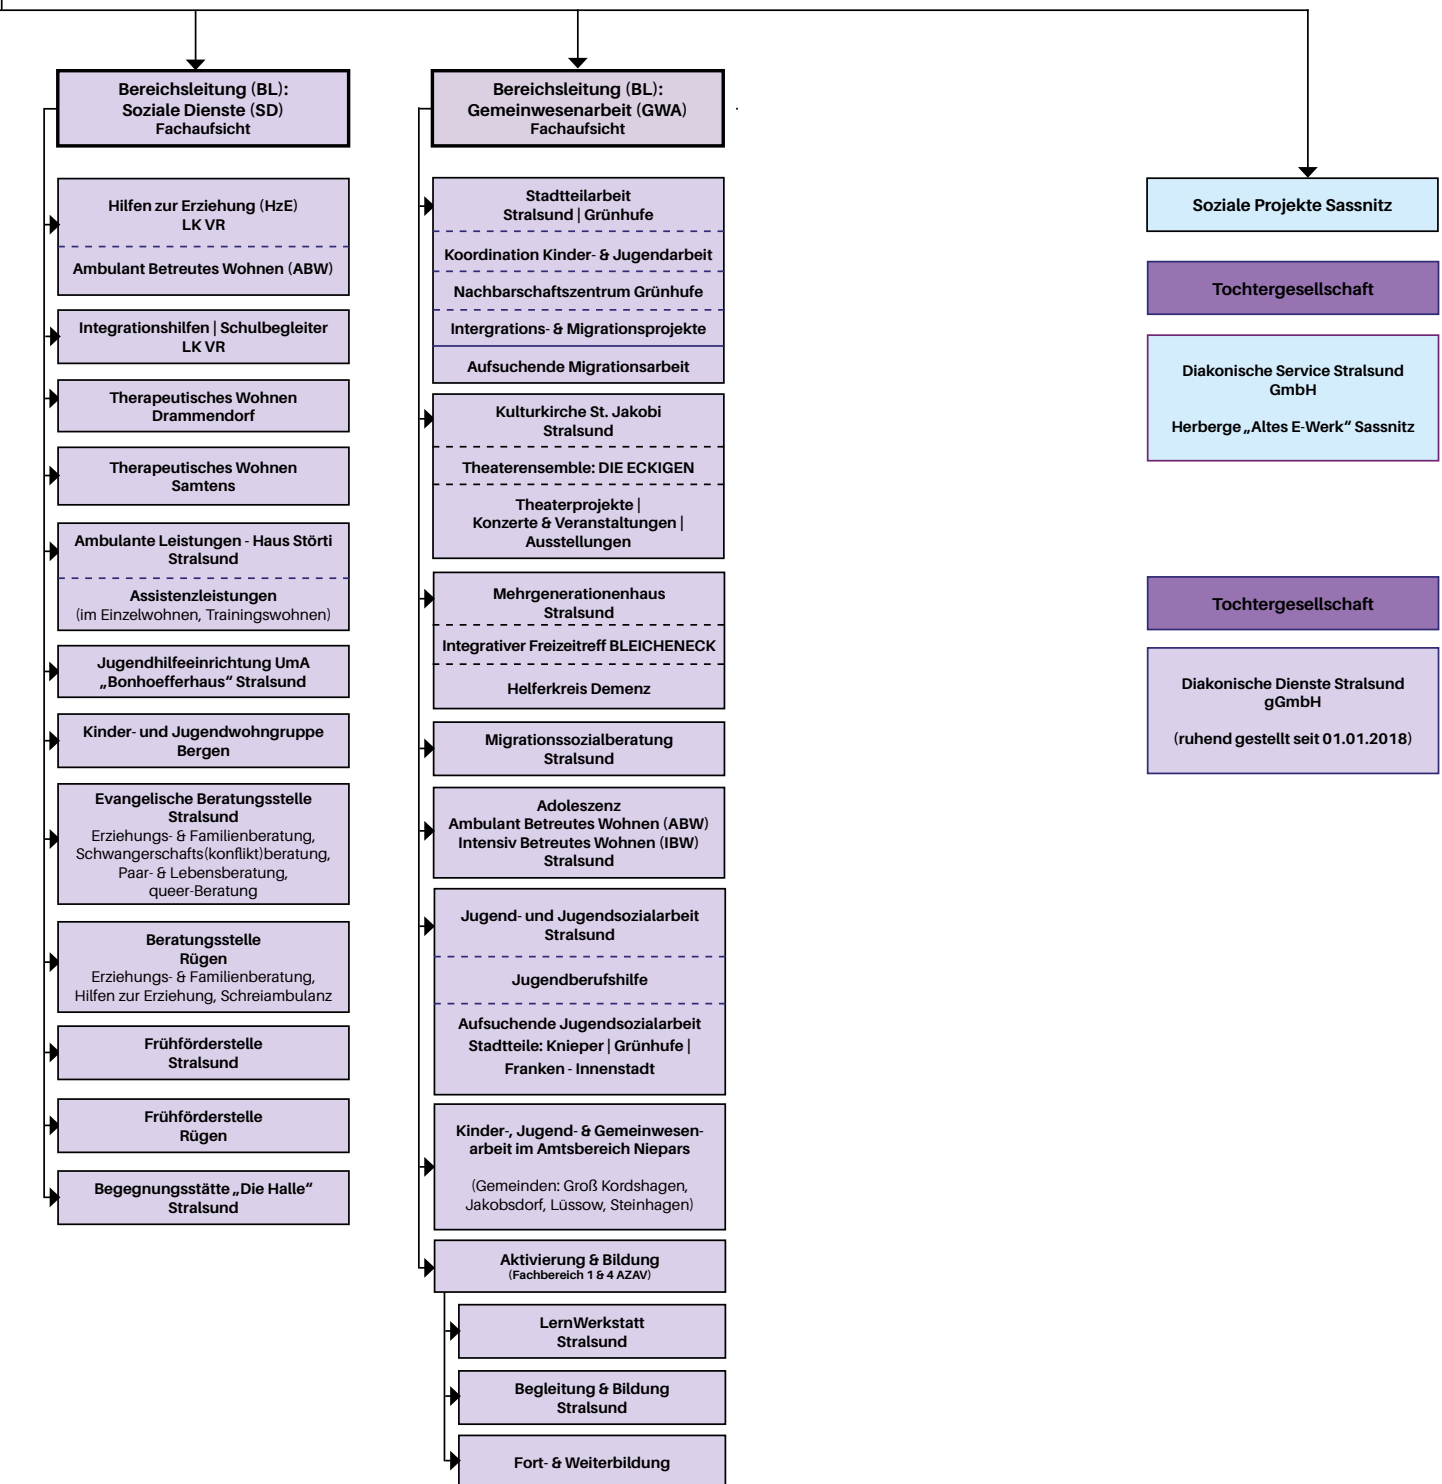 Bereichsleitung (BL):
Soziale Dienste (SD)
Fachaufsicht
Hilfen zur Erziehung (HzE)
LK VR
Ambulant Betreutes Wohnen (ABW)
Integrationshilfen | Schulbegleiter
LK VR
Therapeutisches Wohnen
Drammendorf
Therapeutisches Wohnen
Samtens
Ambulante Leistungen - Haus Störti
Stralsund
Assistenzleistungen
(im Einzelwohnen, Trainingswohnen)
Jugendhilfeeinrichtung UmA
„Bonhoefferhaus“ Stralsund
Kinder- und Jugendwohngruppe
Bergen
Evangelische Beratungsstelle
Stralsund
Erziehungs- & Familienberatung,
Schwangerschafts(konflikt)beratung,
Paar- & Lebensberatung,
queer-Beratung
Beratungsstelle
Rügen
Erziehungs- & Familienberatung,
Hilfen zur Erziehung, Schreiambulanz
Frühförderstelle
Stralsund
Frühförderstelle
Rügen
Begegnungsstätte „Die Halle“
Stralsund
Bereichsleitung (BL):
Gemeinwesenarbeit (GWA)
Fachaufsicht
Stadtteilarbeit
Stralsund | Grünhufe
Koordination Kinder- & Jugendarbeit
Nachbarschaftszentrum Grünhufe
Intergrations- & Migrationsprojekte
Aufsuchende Migrationsarbeit
Kulturkirche St. Jakobi
Stralsund
Theaterensemble: DIE ECKIGEN
Theaterprojekte |
Konzerte & Veranstaltungen |
Ausstellungen
Mehrgenerationenhaus
Stralsund
Integrativer Freizeitreff BLEICHENECK
Helferkreis Demenz
Migrationssozialberatung
Stralsund
Adoleszenz
Ambulant Betreutes Wohnen (ABW)
Intensiv Betreutes Wohnen (IBW)
Stralsund
Jugend- und Jugendsozialarbeit
Stralsund
Jugendberufshilfe
Aufsuchende Jugendsozialarbeit
Stadtteile: Knieper | Grünhufe |
Franken - Innenstadt
Kinder-, Jugend- & Gemeinwesen-
arbeit im Amtsbereich Niepars
(Gemeinden: Groß Kordshagen,
Jakobsdorf, Lüssow, Steinhagen)
Aktivierung & Bildung
(Fachbereich 1 & 4 AZAV)
LernWerkstatt
Stralsund
Begleitung & Bildung
Stralsund
Fort- & Weiterbildung
Soziale Projekte Sassnitz
Tochtergesellschaft
Diakonische Service Stralsund
GmbH
Herberge „Altes E-Werk“ Sassnitz
Tochtergesellschaft
Diakonische Dienste Stralsund
gGmbH
(ruhend gestellt seit 01.01.2018)